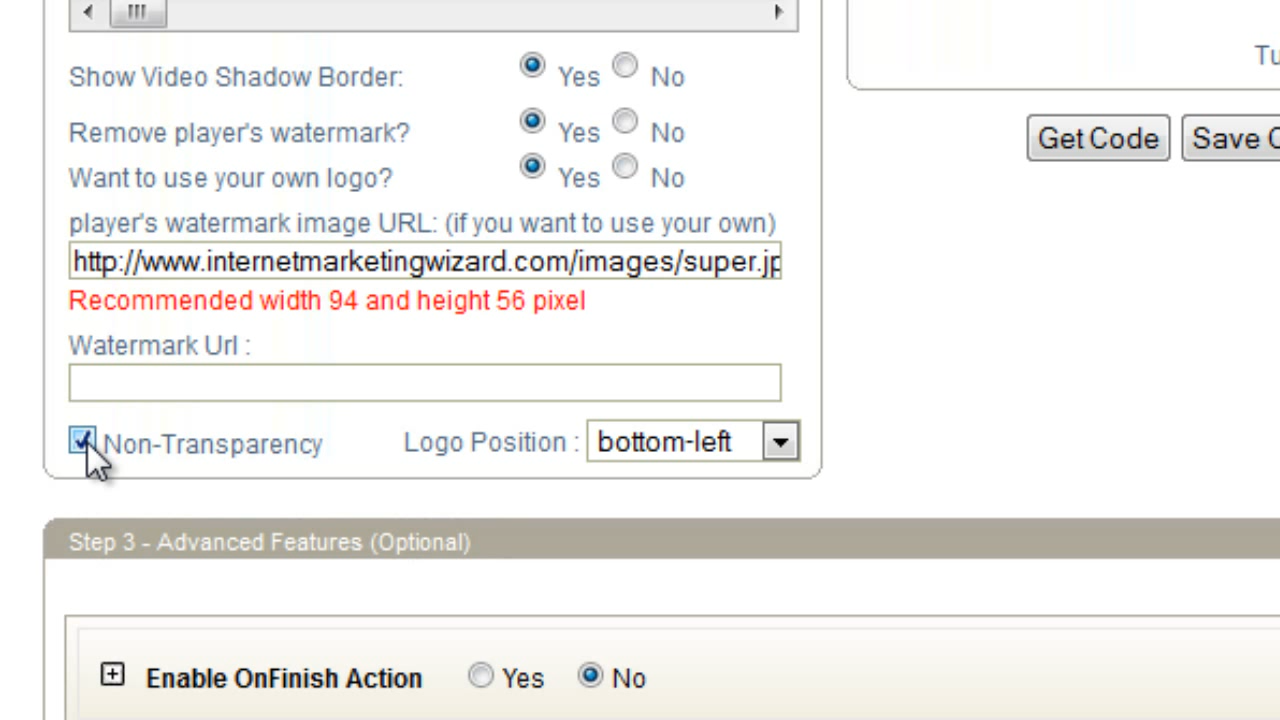 Show Video Shadow Border: Yes No
Tu
Remove player's watermark? Yes No
Get Code Save C
Want to use your own logo? Yes No
player's watermark image URL: (if you want to use your own)
http://www.internetmarketingwizard.com/images/super.jp
Recommended width 94 and height 56 pixel
Watermark Url :
Non-Transparency Logo Position : bottom-left
Step 3 - Advanced Features (Optional)
Enable OnFinish Action Yes No